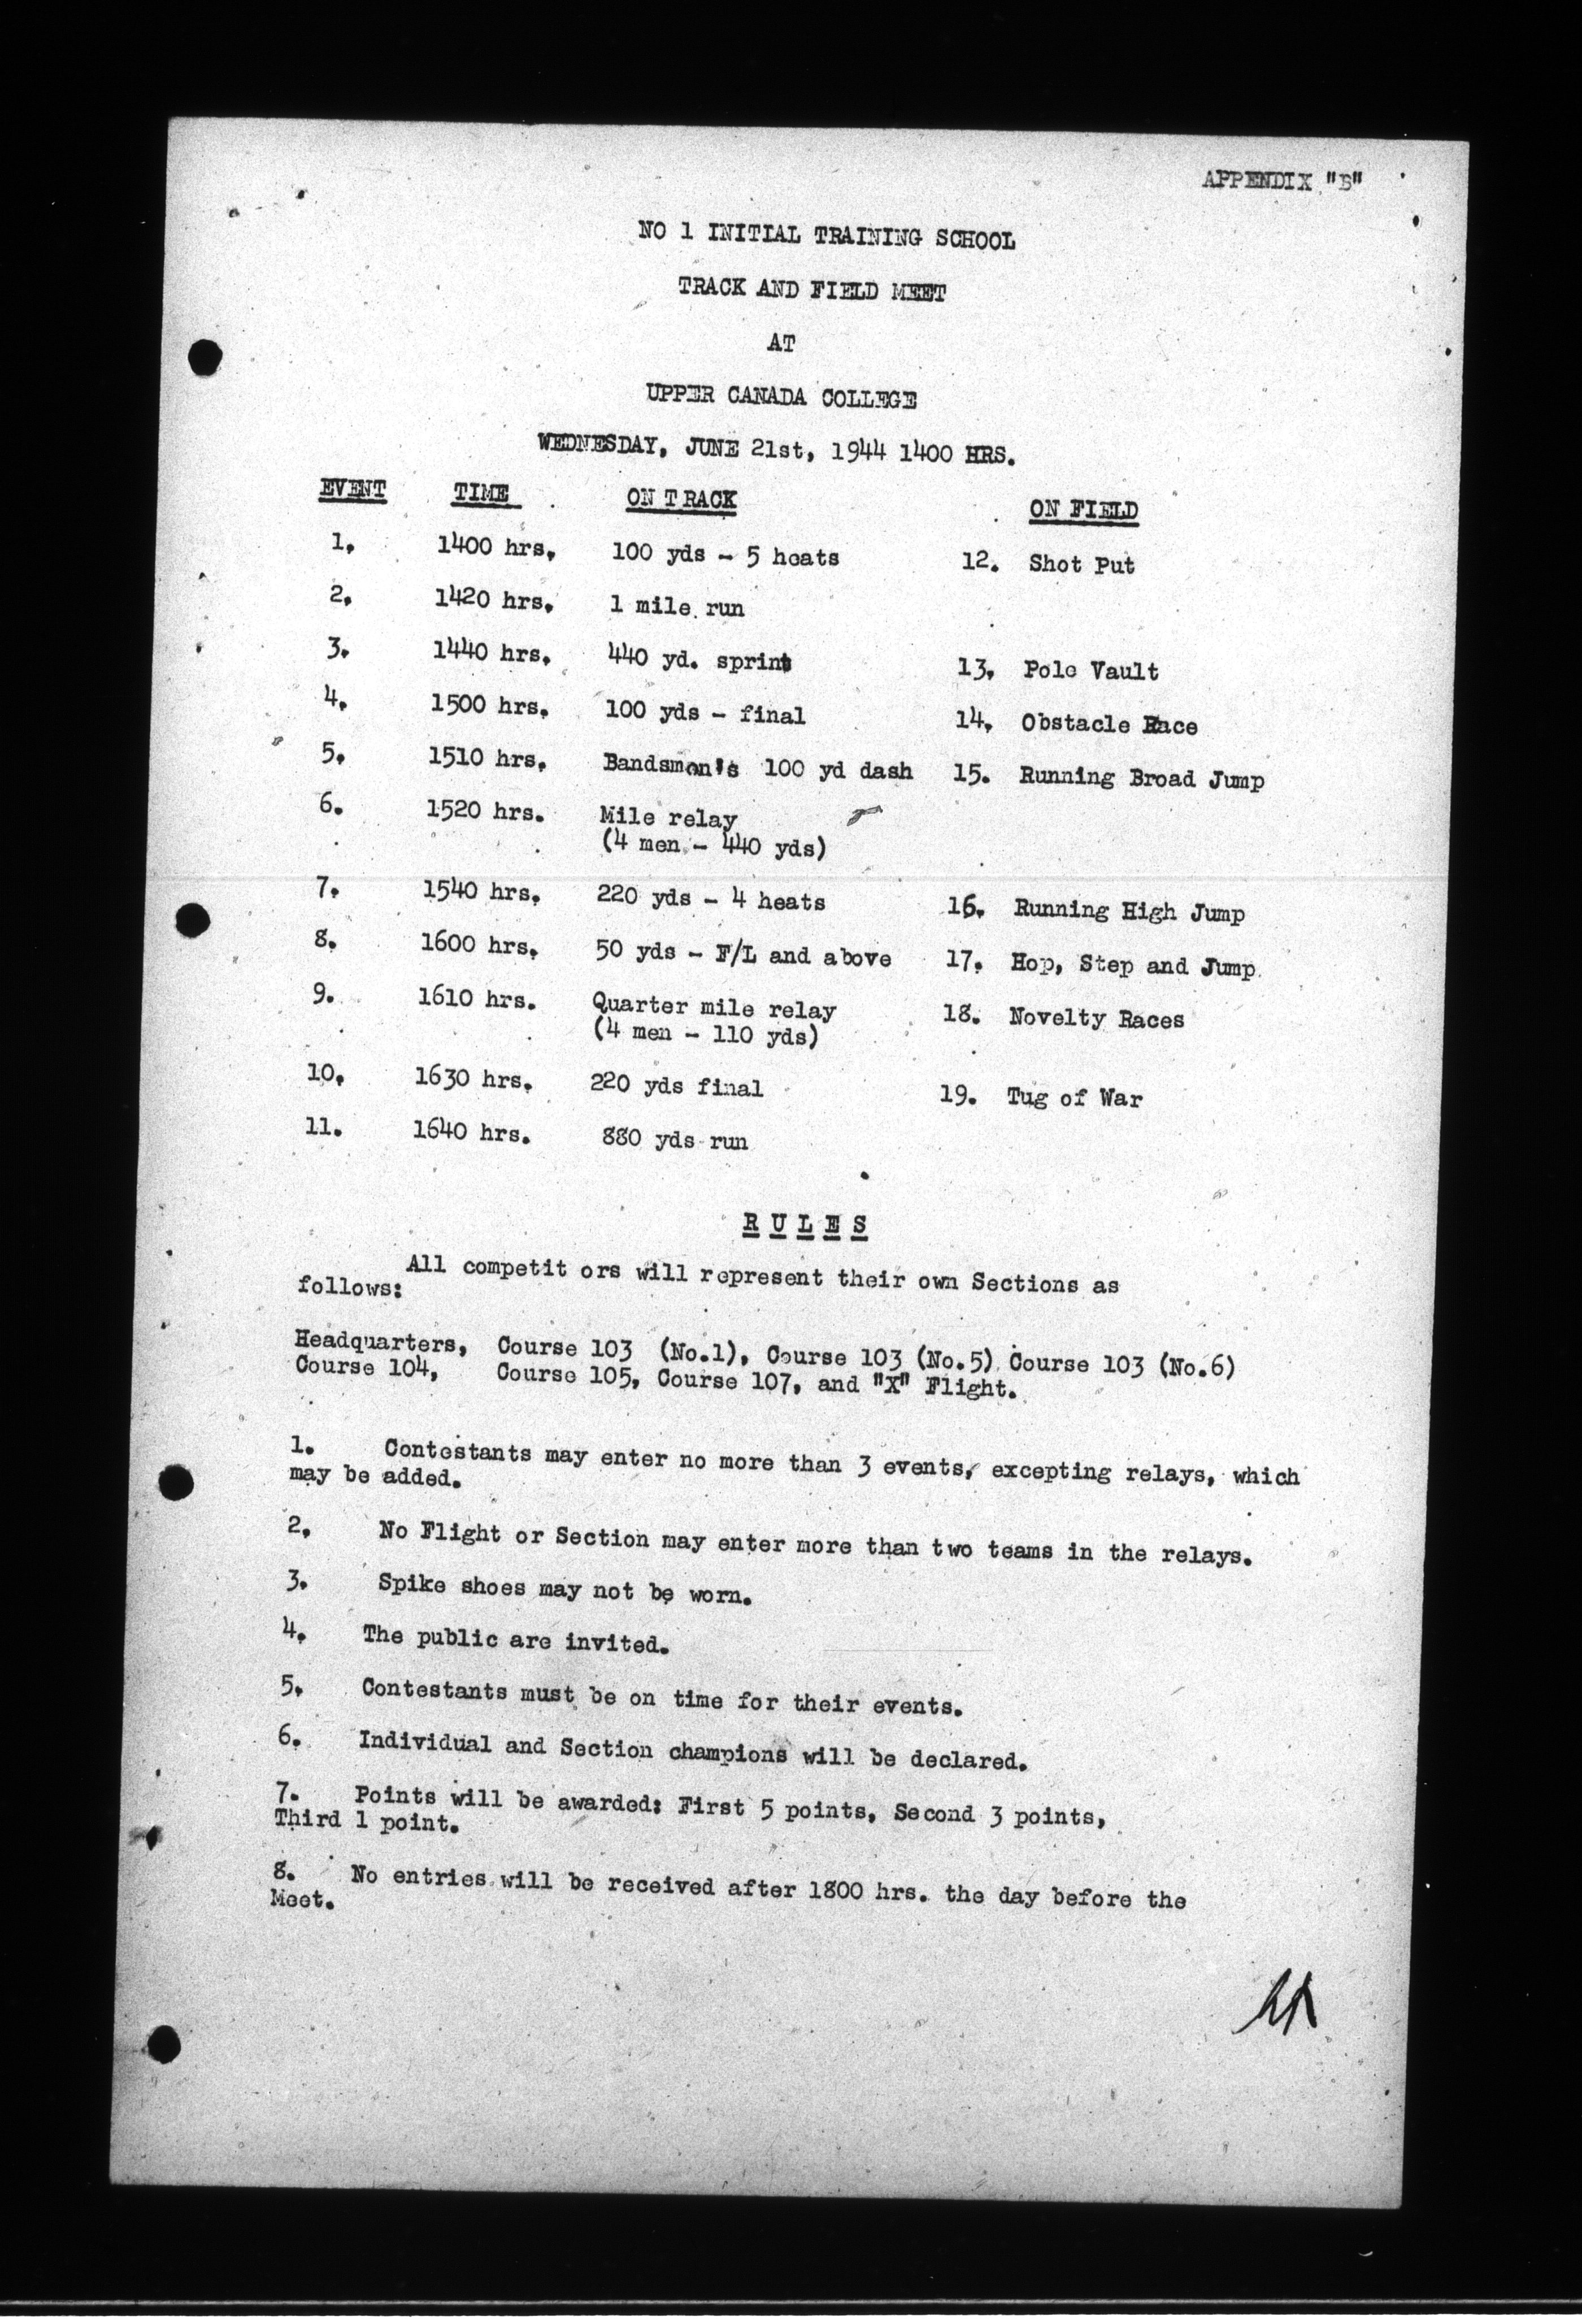 APPENDIX "B"
NO 1 INITIAL TRAINING SCHOOL
TRACK AND FIELD MEET
AT
UPPER CANADA COLLEGE
WEDNESDAY, JUNE 21st, 1944 1400 HRS.
EVENT TIME ON TRACK ON FIELD
1. 1400 hrs. 100 yds - 5 heats 12. Shot Put
2. 1420 hrs. 1 mile run
3. 1440 hrs. 440 yd. sprint 13. Pole Vault
4. 1500 hrs. 100 yds - final 14. Obstacle Race
5. 1510 hrs. Bandsmen's 100 yd dash 15. Running Broad Jump
6. 1520 hrs. Mile relay
(4 men - 440 yds)
7. 1540 hrs. 220 yds - 4 heats 16. Running High Jump
8. 1600 hrs. 50 yds - F/L and above 17. Hop, Step and Jump
9. 1610 hrs. Quarter mile relay 18. Novelty Races
(4 men - 110 yds)
10. 1630 hrs. 220 yds final 19. Tug of War
11. 1640 hrs. 880 yds run
R U L E S
All competit ors will represent their own Sections as
follows:
Headquarters, Course 103 (No.1), Course 103 (No.5) Course 103 (No.6)
Course 104, Course 105, Course 107, and "X" Flight.
1. Contestants may enter no more than 3 events, excepting relays, which
may be added.
2. No Flight or Section may enter more than two teams in the relays.
3. Spike shoes may not be worn.
4. The public are invited.
5. Contestants must be on time for their events.
6. Individual and Section champions will be declared.
7. Points will be awarded: First 5 points, Second 3 points,
Third 1 point.
8. No entries will be received after 1800 hrs. the day before the
Meet.